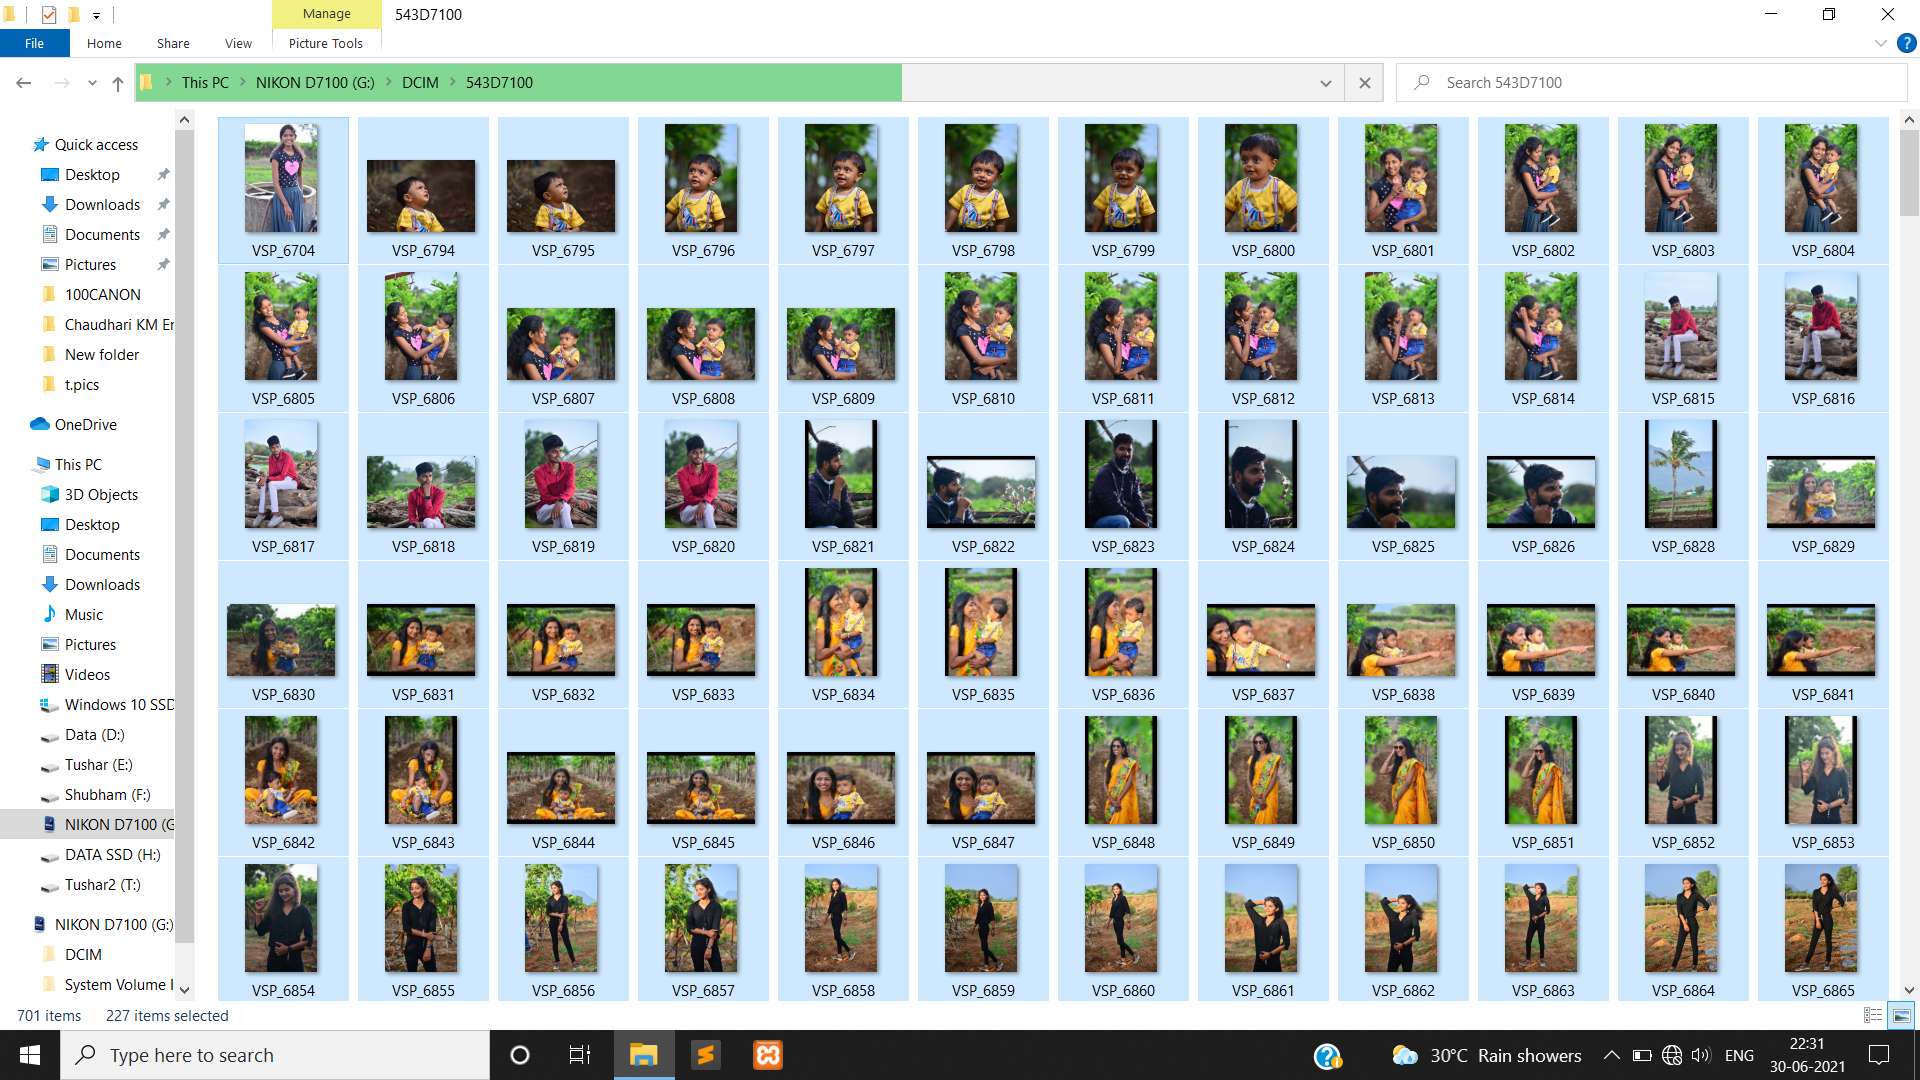 Manage
543D7100
File
Home
Share
View
Picture Tools
This PC
NIKON D7100 (G:)
DCIM
543D7100
Search 543D7100
Quick access
Desktop
Downloads
Documents
Pictures
100CANON
Chaudhari KM Er
New folder
t.pics
OneDrive
This PC
3D Objects
Desktop
Documents
Downloads
Music
Pictures
Videos
Windows 10 SSD
Data (D:)
Tushar (E:)
Shubham (F:)
NIKON D7100 (G
DATA SSD (H:)
Tushar2 (T:)
NIKON D7100 (G:)
DCIM
System Volume I
VSP_6704 VSP_6794 VSP_6795 VSP_6796 VSP_6797 VSP_6798 VSP_6799 VSP_6800 VSP_6801 VSP_6802 VSP_6803 VSP_6804
VSP_6805 VSP_6806 VSP_6807 VSP_6808 VSP_6809 VSP_6810 VSP_6811 VSP_6812 VSP_6813 VSP_6814 VSP_6815 VSP_6816
VSP_6817 VSP_6818 VSP_6819 VSP_6820 VSP_6821 VSP_6822 VSP_6823 VSP_6824 VSP_6825 VSP_6826 VSP_6828 VSP_6829
VSP_6830 VSP_6831 VSP_6832 VSP_6833 VSP_6834 VSP_6835 VSP_6836 VSP_6837 VSP_6838 VSP_6839 VSP_6840 VSP_6841
VSP_6842 VSP_6843 VSP_6844 VSP_6845 VSP_6846 VSP_6847 VSP_6848 VSP_6849 VSP_6850 VSP_6851 VSP_6852 VSP_6853
VSP_6854 VSP_6855 VSP_6856 VSP_6857 VSP_6858 VSP_6859 VSP_6860 VSP_6861 VSP_6862 VSP_6863 VSP_6864 VSP_6865
701 items 227 items selected
Type here to search
30°C Rain showers
ENG
22:31
30-06-2021